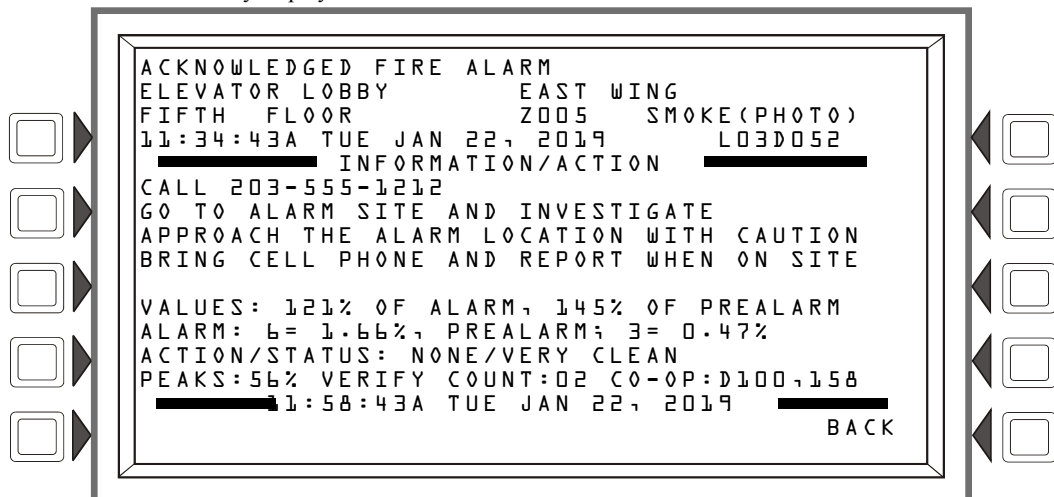 ACKNOWLEDGED FIRE ALARM
ELEVATOR LOBBY EAST WING
FIFTH FLOOR Z005 SMOKE(PHOTO)
11:34:43A TUE JAN 22, 2019 L03D052
INFORMATION/ACTION
CALL 203-555-1212
GO TO ALARM SITE AND INVESTIGATE
APPROACH THE ALARM LOCATION WITH CAUTION
BRING CELL PHONE AND REPORT WHEN ON SITE
VALUES: 121% OF ALARM, 145% OF PREALARM
ALARM: 6= 1.66%, PREALARM; 3= 0.47%
ACTION/STATUS: NONE/VERY CLEAN
PEAKS:56% VERIFY COUNT:02 CO-OP:D100,158
11:58:43A TUE JAN 22, 2019
BACK